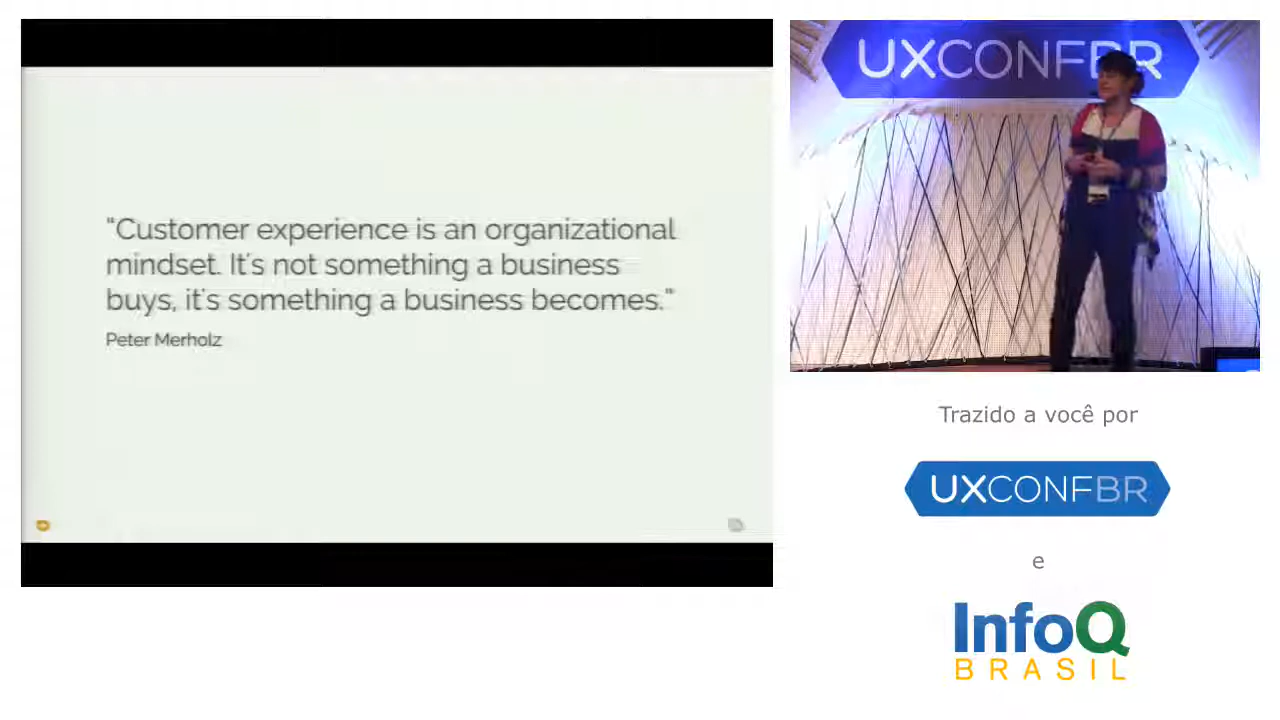 "Customer experience is an organizational
mindset. It's not something a business
buys, it's something a business becomes."
Peter Merholz
UXCONFBR
Trazido a você por
UXCONFBR
e
InfoQ
BRASIL